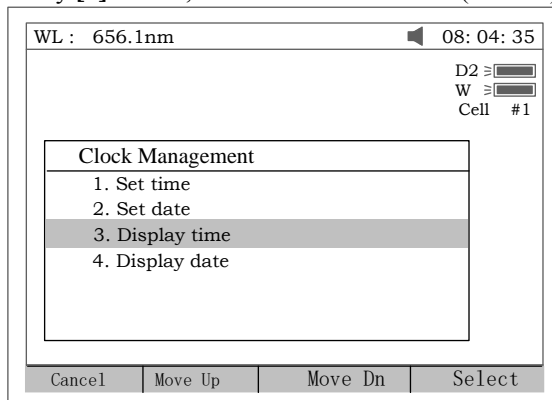 WL : 656.1nm 08: 04: 35
D2
W
Cell #1
Clock Management
1. Set time
2. Set date
3. Display time
4. Display date
Cancel Move Up Move Dn Select